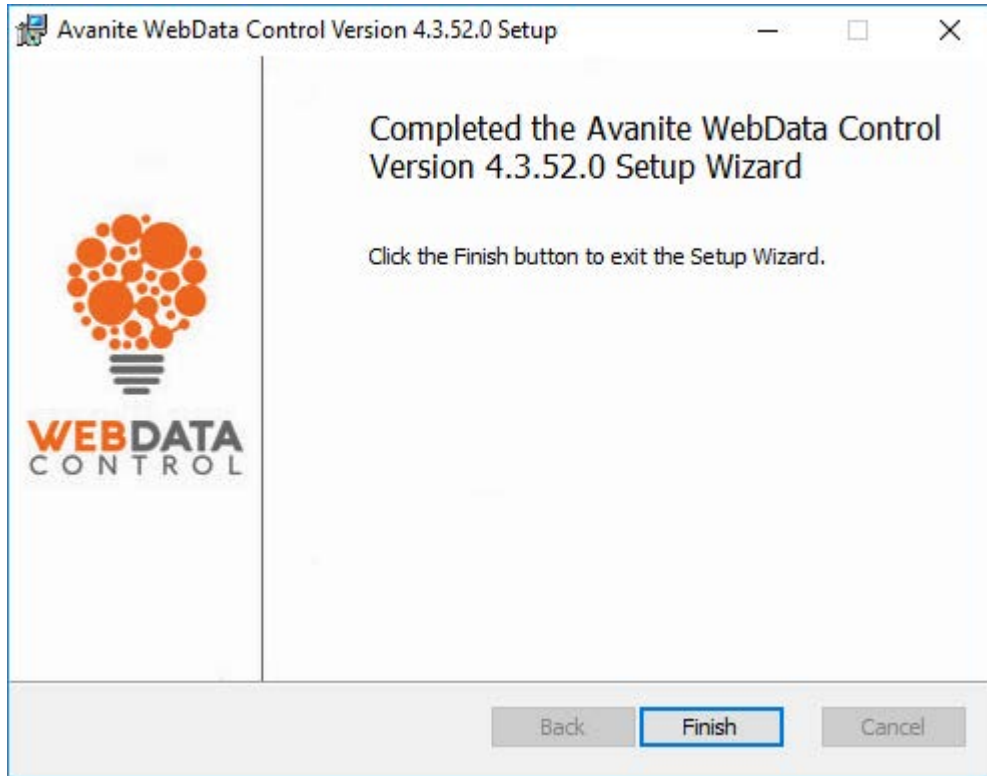 Avanite WebData Control Version 4.3.52.0 Setup
Completed the Avanite WebData Control
Version 4.3.52.0 Setup Wizard
Click the Finish button to exit the Setup Wizard.
WEBDATA
CONTROL
Back
Finish
Cancel